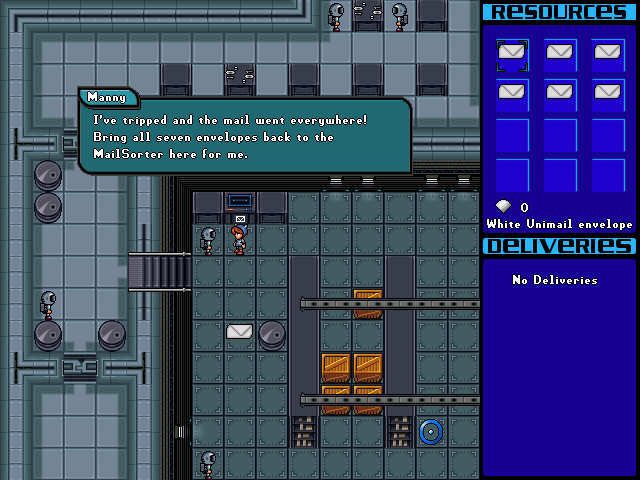 RESOURCES
Manny
I've tripped and the mail went everywhere!
Bring all seven envelopes back to the
MailSorter here for me.
0
White Unimail envelope
DELIVERIES
No Deliveries